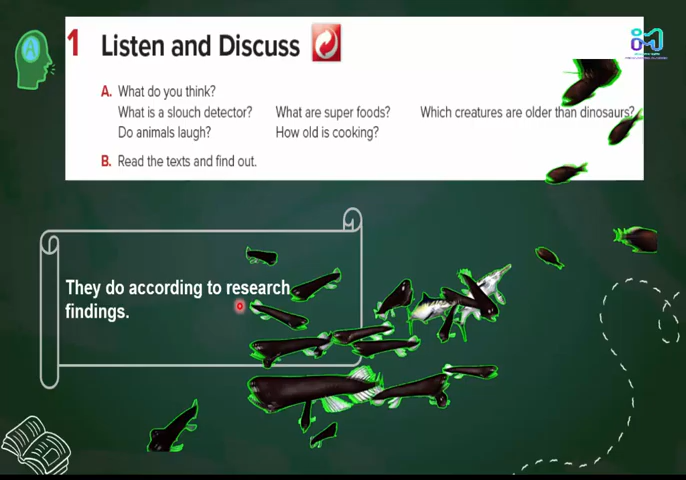 1 Listen and Discuss
A
A. What do you think?
What is a slouch detector? What are super foods? Which creatures are older than dinosaurs?
Do animals laugh? How old is cooking?
B. Read the texts and find out.
They do according to research
findings.